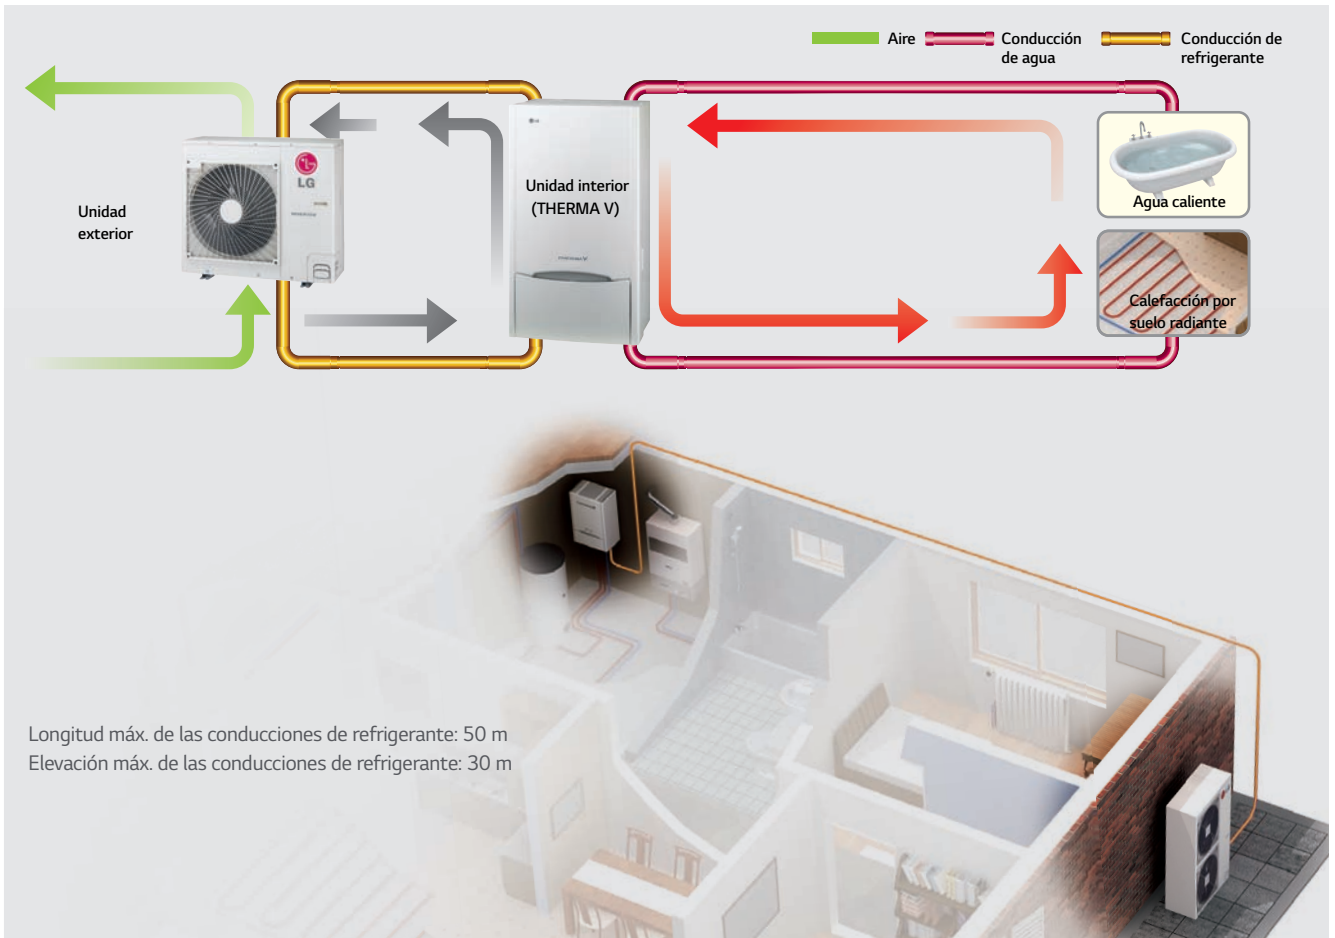 Aire
Conducción
de agua
Conducción de
refrigerante
LG
Unidad
exterior
Unidad interior
(THERMA V)
Agua caliente
Calefacción por
suelo radiante
Longitud máx. de las conducciones de refrigerante: 50 m
Elevación máx. de las conducciones de refrigerante: 30 m